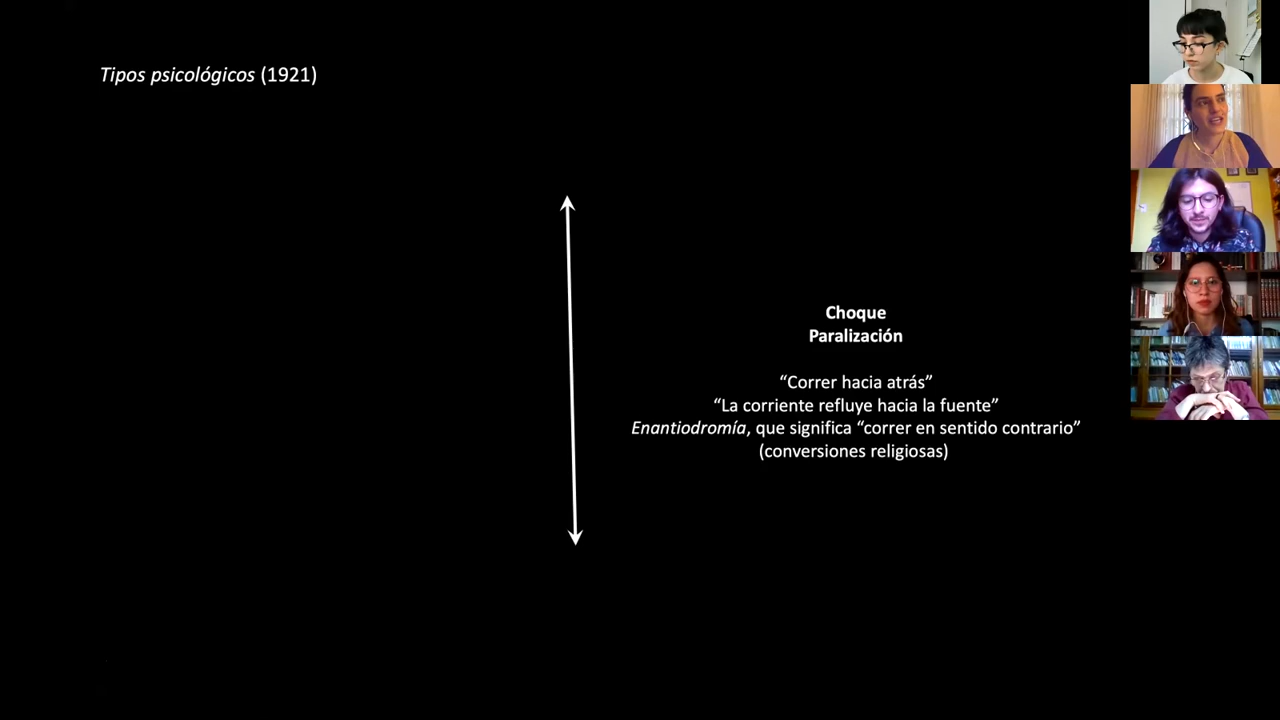 Tipos psicológicos (1921)
Choque
Paralización
“Correr hacia atrás”
“La corriente refluye hacia la fuente”
Enantiodromía, que significa “correr en sentido contrario”
(conversiones religiosas)